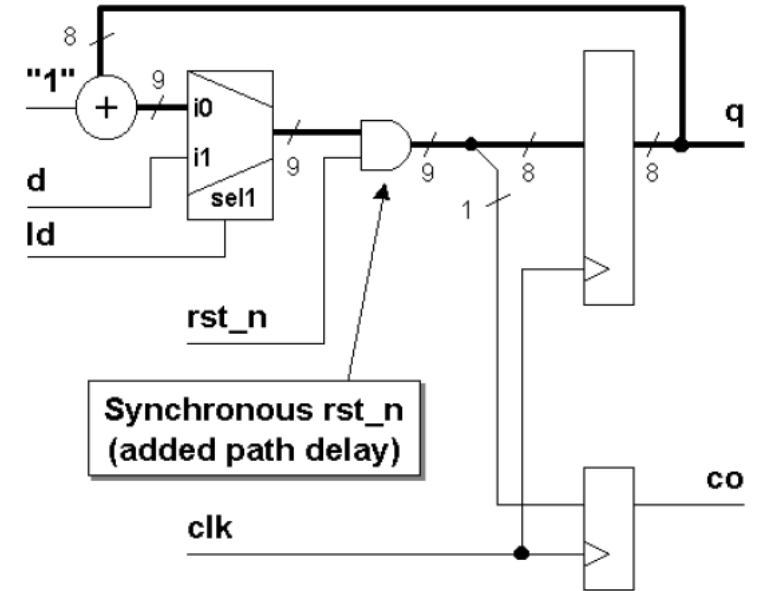 8
"1"
9
+
i0
i1
sel1
9
d
ld
9
8
8
1
q
rst_n
Synchronous rst_n
(added path delay)
clk
co